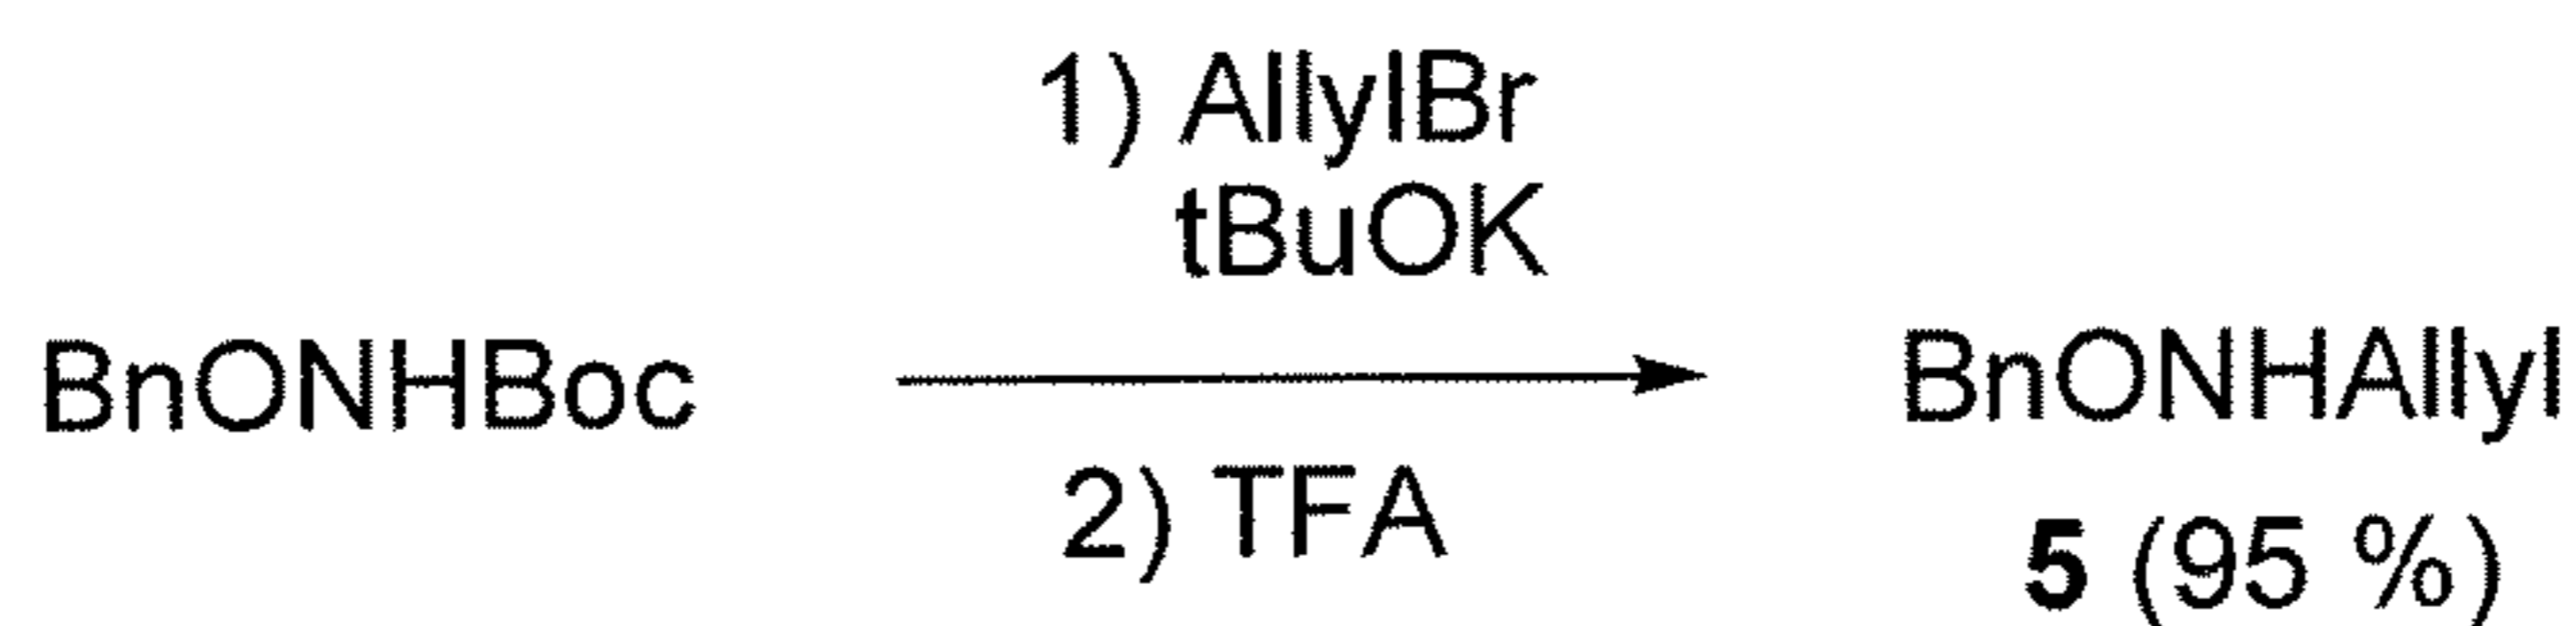 1) AllylBr
tBuOK
BnONHBoc
BnONHAllyl
2) TFA
5 (95 %)